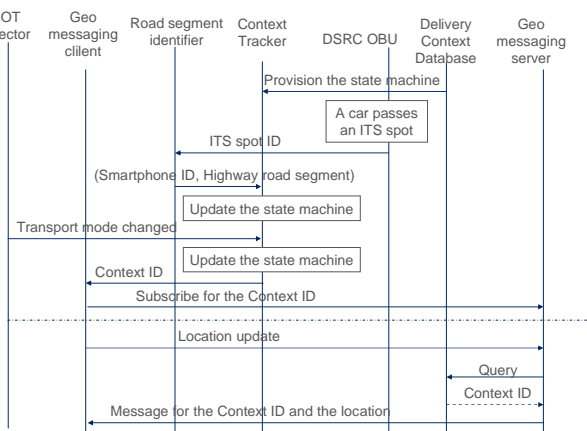 OT
ector
Geo
messaging
clilent
Road segment
identifier
Context
Tracker
DSRC OBU
Delivery
Context
Database
Geo
messaging
server
Provision the state machine
A car passes
an ITS spot
ITS spot ID
(Smartphone ID, Highway road segment)
Update the state machine
Transport mode changed
Update the state machine
Context ID
Subscribe for the Context ID
Location update
Query
Context ID
Message for the Context ID and the location